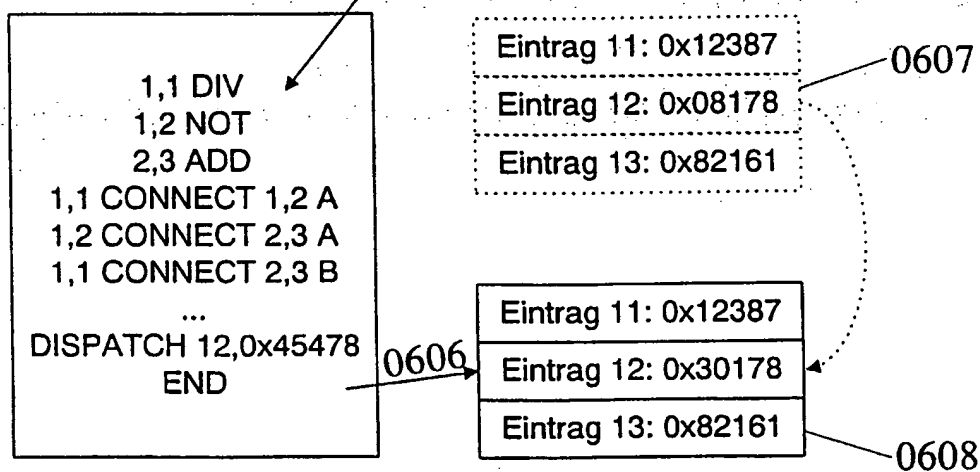 1,1 DIV
1,2 NOT
2,3 ADD
1,1 CONNECT 1,2 A
1,2 CONNECT 2,3 A
1,1 CONNECT 2,3 B
...
DISPATCH 12,0x45478
END
Eintrag 11: 0x12387
Eintrag 12: 0x08178
Eintrag 13: 0x82161
0607
0606
Eintrag 11: 0x12387
Eintrag 12: 0x30178
Eintrag 13: 0x82161
0608